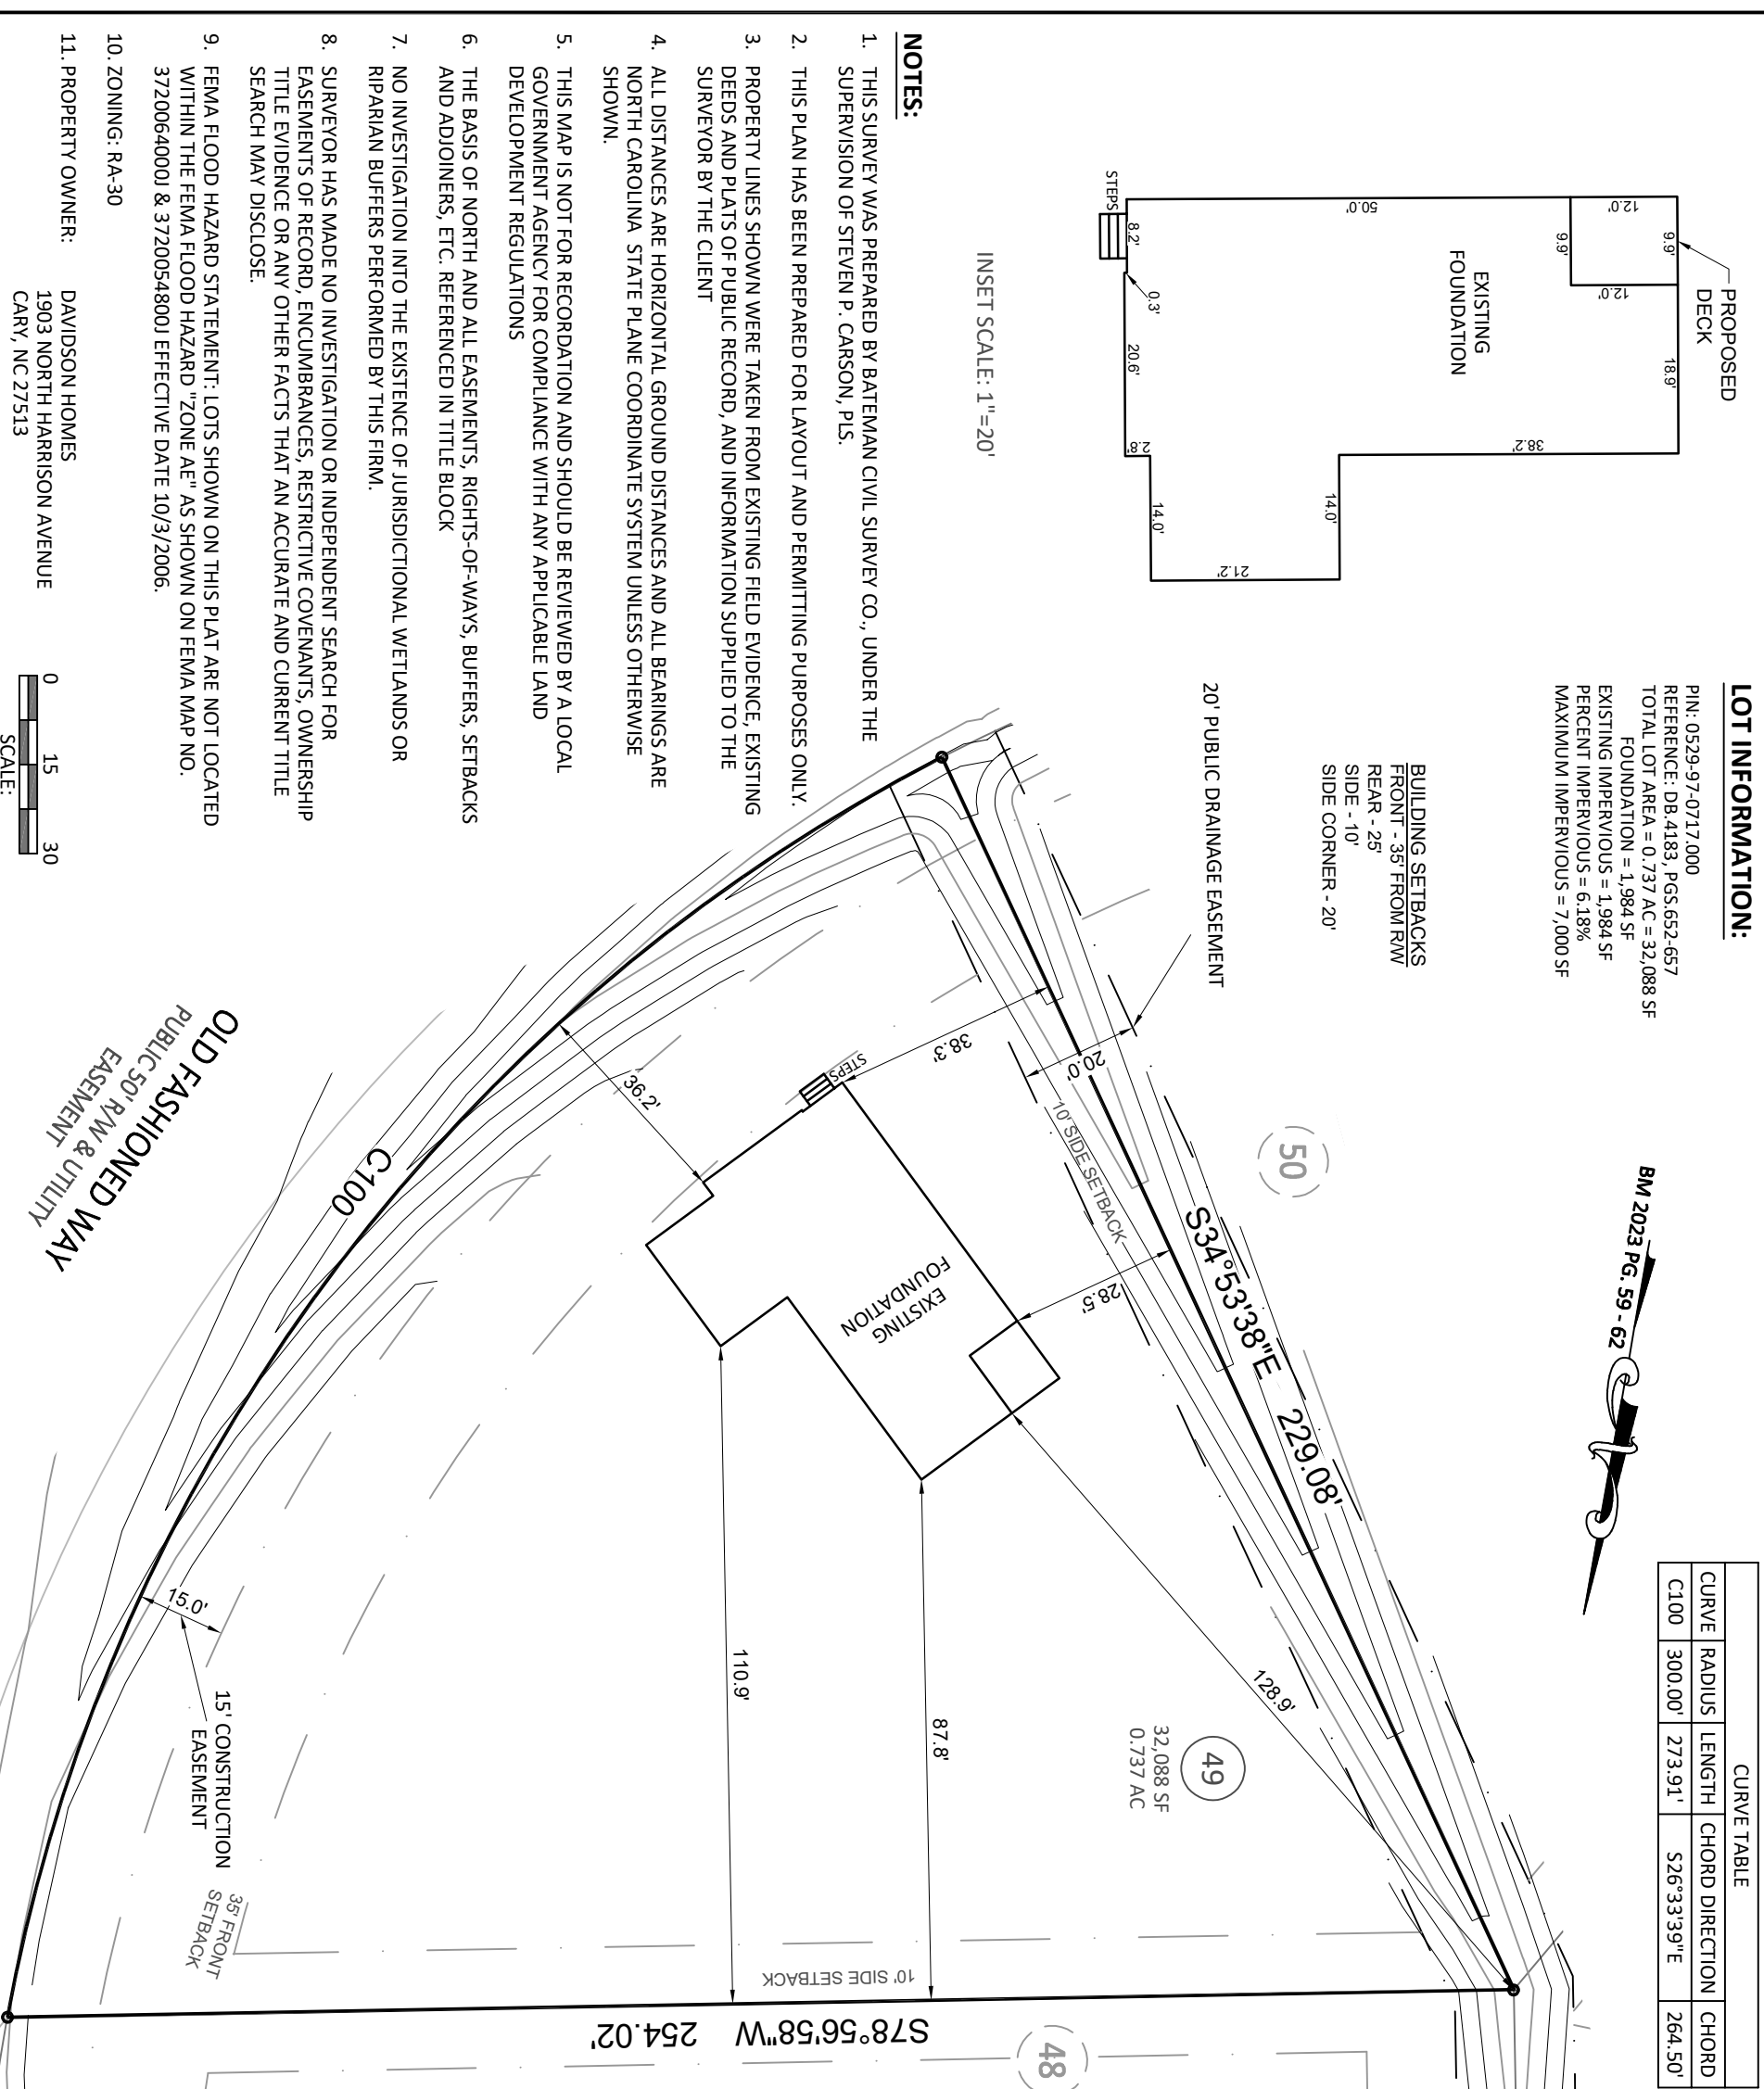 LOT INFORMATION:
PIN: 0529-97-0717.000
REFERENCE: DB.4183, PGS.652-657
TOTAL LOT AREA = 0.737 AC = 32,088 SF
FOUNDATION = 1,984 SF
EXISTING IMPERVIOUS = 1,984 SF
PERCENT IMPERVIOUS = 6.18%
MAXIMUM IMPERVIOUS = 7,000 SF
BUILDING SETBACKS
FRONT - 35' FROM R/W
REAR - 25'
SIDE - 10'
SIDE CORNER - 20'
CURVE TABLE
CURVE RADIUS LENGTH CHORD DIRECTION CHORD
C100 300.00' 273.91' S26°33'39"E 264.50'
BM 2023 PG. 59 - 62
PROPOSED
DECK
12.0'
9.9'
9.9'
12.0'
18.9'
50.0'
EXISTING
FOUNDATION
38.2'
14.0'
21.2'
14.0'
2.8'
20.6'
0.3'
8.2'
STEPS
INSET SCALE: 1"=20'
NOTES:
1. THIS SURVEY WAS PREPARED BY BATEMAN CIVIL SURVEY CO., UNDER THE
SUPERVISION OF STEVEN P. CARSON, PLS.
2. THIS PLAN HAS BEEN PREPARED FOR LAYOUT AND PERMITTING PURPOSES ONLY.
3. PROPERTY LINES SHOWN WERE TAKEN FROM EXISTING FIELD EVIDENCE, EXISTING
DEEDS AND PLATS OF PUBLIC RECORD, AND INFORMATION SUPPLIED TO THE
SURVEYOR BY THE CLIENT
4. ALL DISTANCES ARE HORIZONTAL GROUND DISTANCES AND ALL BEARINGS ARE
NORTH CAROLINA STATE PLANE COORDINATE SYSTEM UNLESS OTHERWISE
SHOWN.
5. THIS MAP IS NOT FOR RECORDATION AND SHOULD BE REVIEWED BY A LOCAL
GOVERNMENT AGENCY FOR COMPLIANCE WITH ANY APPLICABLE LAND
DEVELOPMENT REGULATIONS
6. THE BASIS OF NORTH AND ALL EASEMENTS, RIGHTS-OF-WAYS, BUFFERS, SETBACKS
AND ADJOINERS, ETC. REFERENCED IN TITLE BLOCK
7. NO INVESTIGATION INTO THE EXISTENCE OF JURISDICTIONAL WETLANDS OR
RIPARIAN BUFFERS PERFORMED BY THIS FIRM.
8. SURVEYOR HAS MADE NO INVESTIGATION OR INDEPENDENT SEARCH FOR
EASEMENTS OF RECORD, ENCUMBRANCES, RESTRICTIVE COVENANTS, OWNERSHIP
TITLE EVIDENCE OR ANY OTHER FACTS THAT AN ACCURATE AND CURRENT TITLE
SEARCH MAY DISCLOSE.
9. FEMA FLOOD HAZARD STATEMENT: LOTS SHOWN ON THIS PLAT ARE NOT LOCATED
WITHIN THE FEMA FLOOD HAZARD "ZONE AE" AS SHOWN ON FEMA MAP NO.
3720064000J & 3720054800J EFFECTIVE DATE 10/3/2006.
10. ZONING: RA-30
11. PROPERTY OWNER: DAVIDSON HOMES
1903 NORTH HARRISON AVENUE
CARY, NC 27513
0 15 30
SCALE:
20' PUBLIC DRAINAGE EASEMENT
50
S34°53'38"E 229.08'
20.0'
10' SIDE SETBACK
38.3'
28.5'
STEPS
36.2'
EXISTING
FOUNDATION
128.9'
49
32,088 SF
0.737 AC
87.8'
110.9'
C100
OLD FASHIONED WAY
PUBLIC 50' R/W & UTILITY
EASEMENT
15.0'
15' CONSTRUCTION
EASEMENT
35' FRONT
SETBACK
10' SIDE SETBACK
S78°56'58"W 254.02'
48